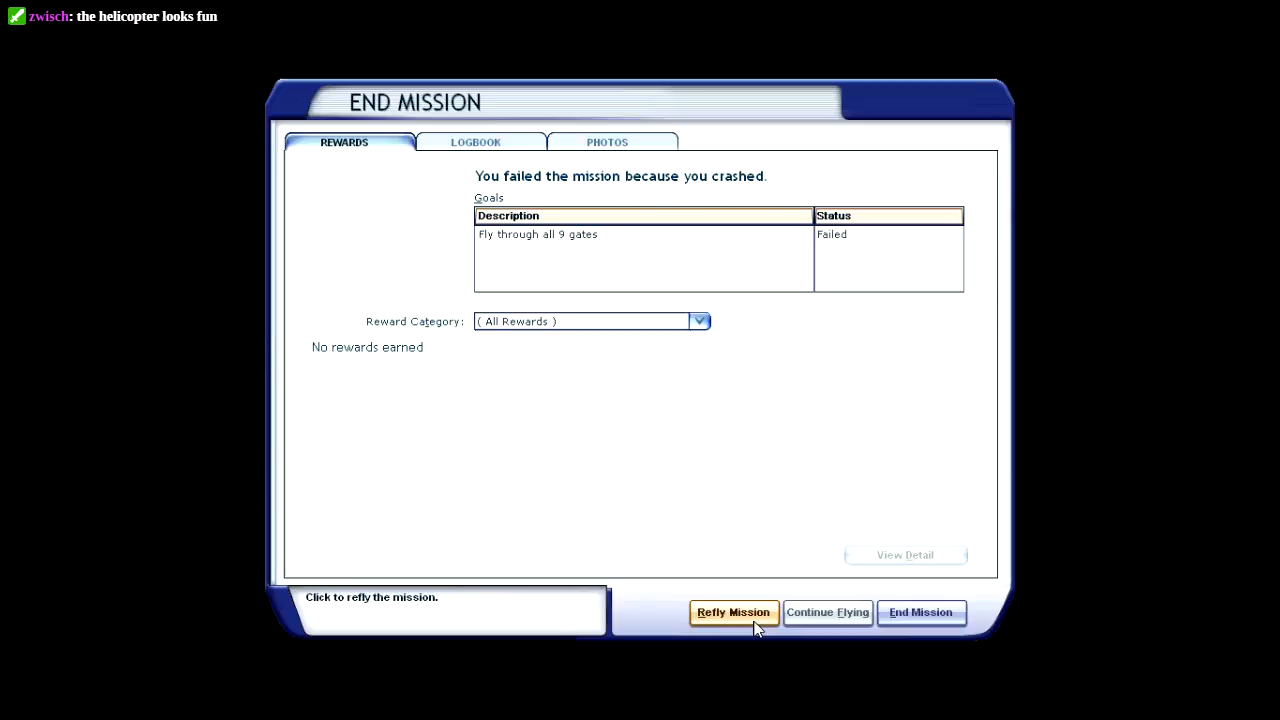 zwisch: the helicopter looks fun
END MISSION
REWARDS LOGBOOK PHOTOS
You failed the mission because you crashed.
Goals
Description Status
Fly through all 9 gates Failed
Reward Category: ( All Rewards )
No rewards earned
View Detail
Click to refly the mission.
Refly Mission Continue Flying End Mission